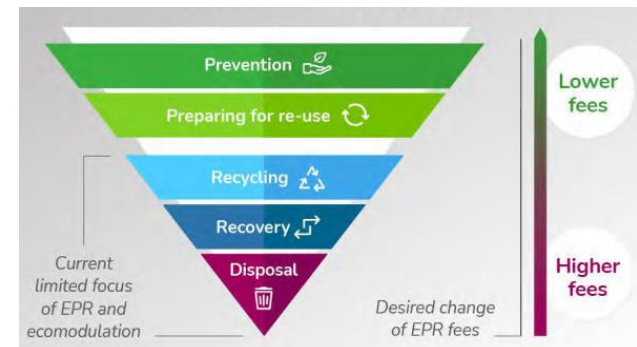 Prevention
Preparing for re-use
Recycling
Recovery
Disposal
Current
limited focus
of EPR and
ecomodulation
Lower
fees
Higher
fees
Desired change
of EPR fees